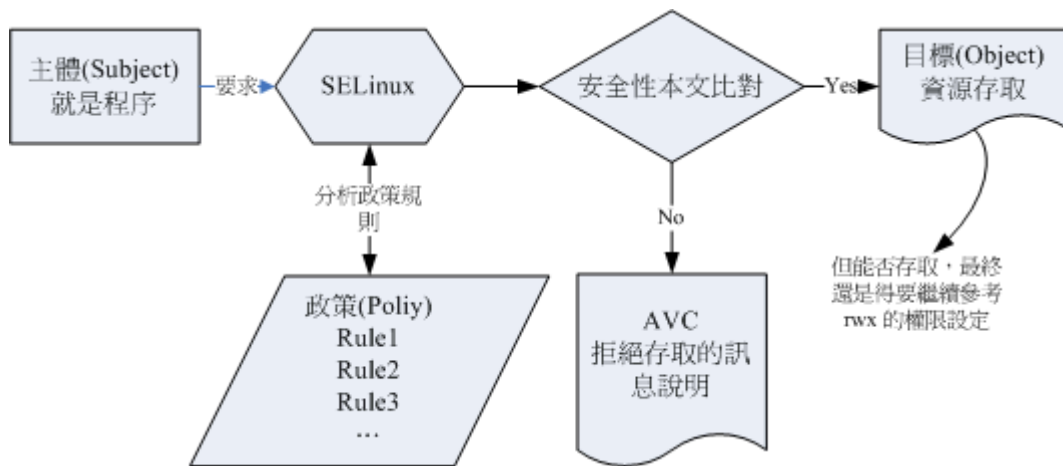 主體(Subject)
就是程序
要求
SELinux
安全性本文比對
Yes
目標(Object)
資源存取
分析政策規
則
No
政策(Poliy)
Rule1
Rule2
Rule3
...
AVC
拒絕存取的訊
息說明
但能否存取，最終
還是得要繼續參考
rwx 的權限設定